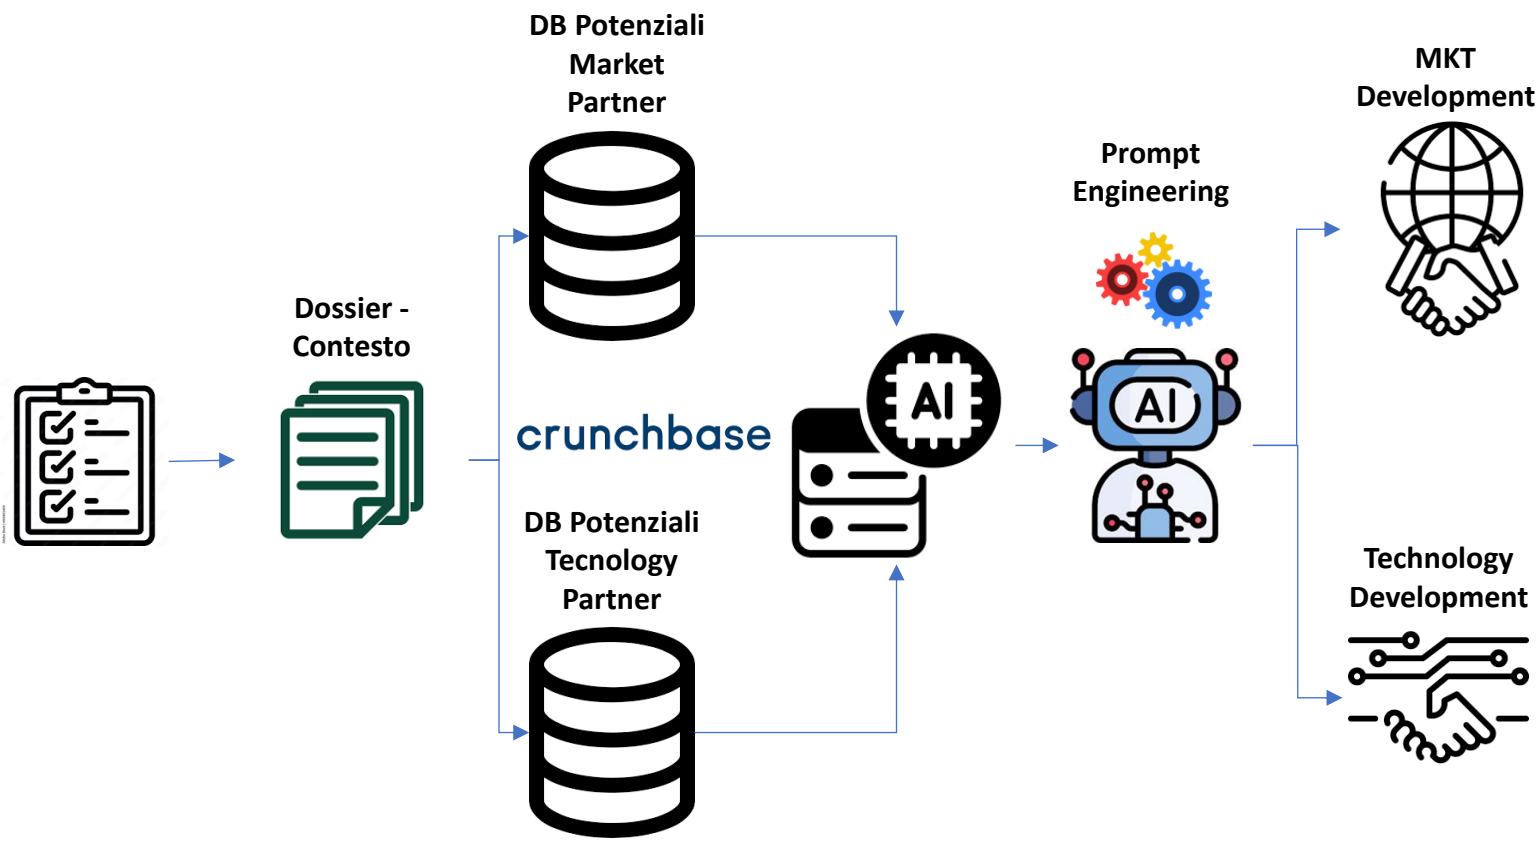 DB Potenziali
Market
Partner
MKT
Development
Prompt
Engineering
Dossier -
Contesto
crunchbase
AI
AI
DB Potenziali
Tecnology
Partner
Technology
Development